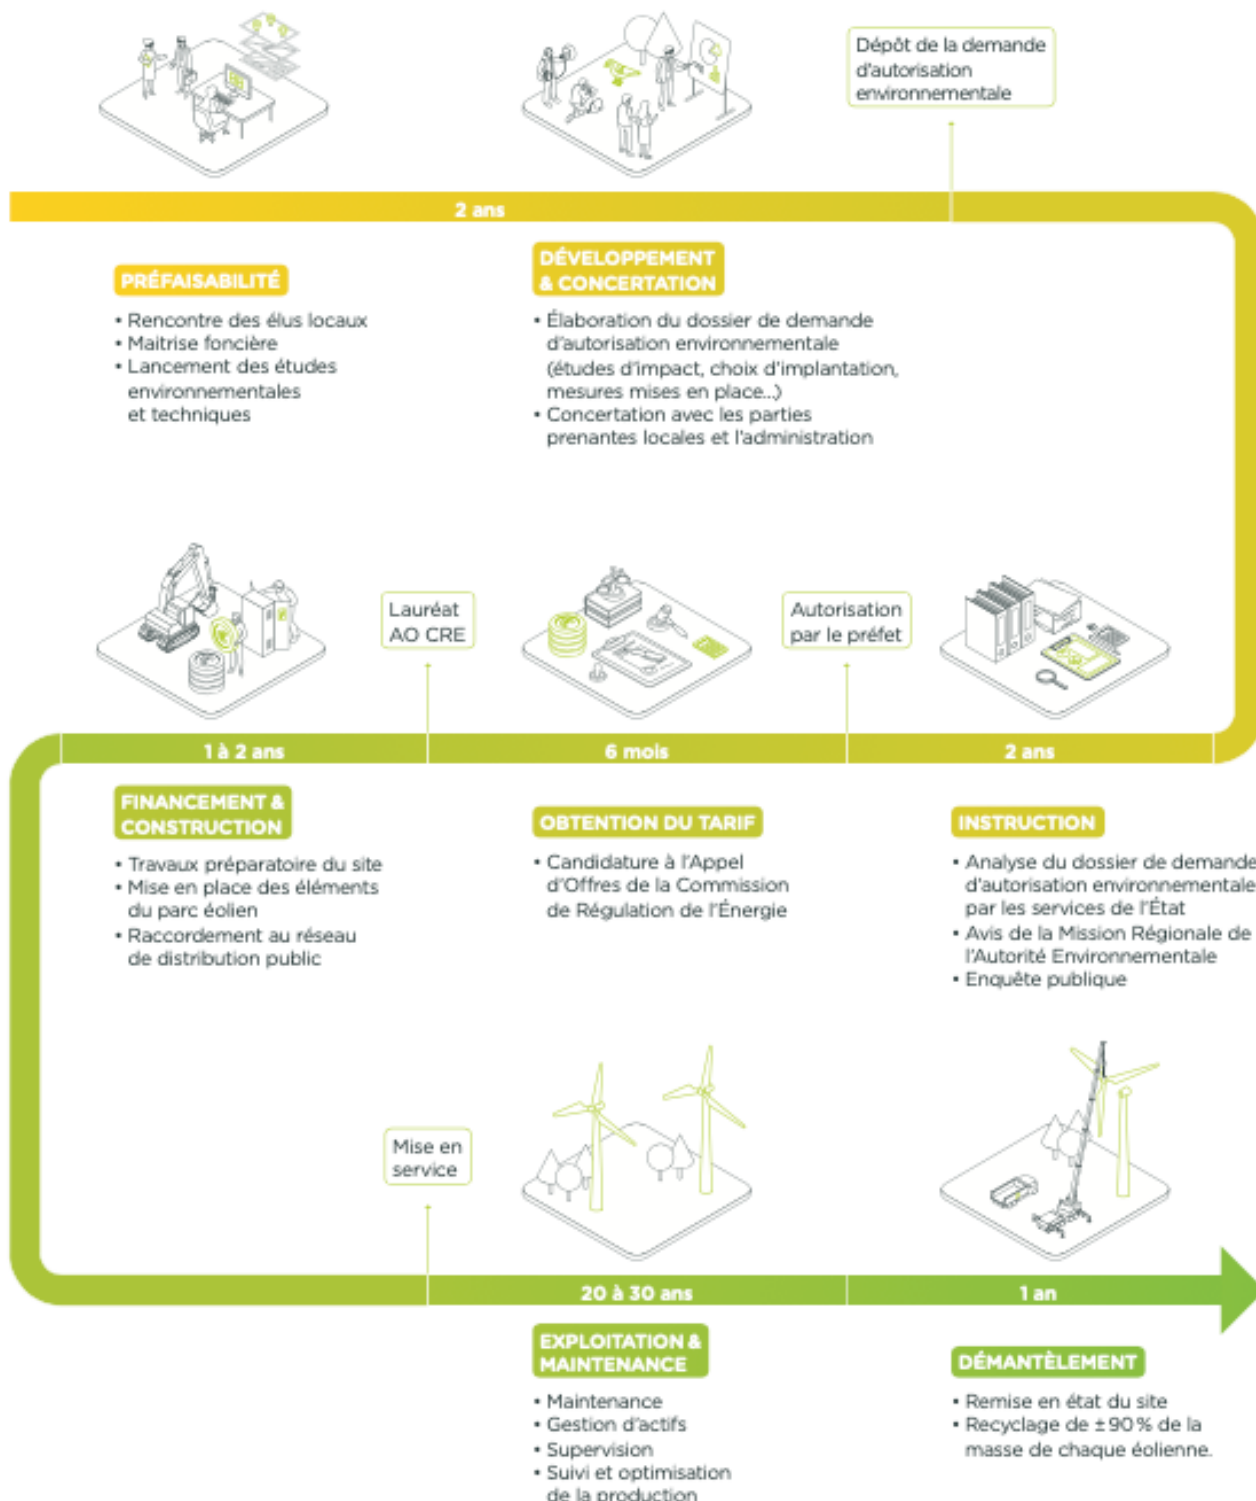 Dépôt de la demande
d'autorisation
environnementale
2 ans
PRÉFAISABILITÉ
• Rencontre des élus locaux
• Maitrise foncière
• Lancement des études
environnementales
et techniques
DÉVELOPPEMENT
& CONCERTATION
• Élaboration du dossier de demande
d'autorisation environnementale
(études d'impact, choix d'implantation,
mesures mises en place...)
• Concertation avec les parties
prenantes locales et l'administration
Autorisation
par le préfet
2 ans
INSTRUCTION
• Analyse du dossier de demande
d'autorisation environnementale
par les services de l'État
• Avis de la Mission Régionale de
l'Autorité Environnementale
• Enquête publique
Lauréat
AO CRE
6 mois
OBTENTION DU TARIF
• Candidature à l'Appel
d'Offres de la Commission
de Régulation de l'Énergie
1 à 2 ans
FINANCEMENT &
CONSTRUCTION
• Travaux préparatoire du site
• Mise en place des éléments
du parc éolien
• Raccordement au réseau
de distribution public
Mise en
service
20 à 30 ans
EXPLOITATION &
MAINTENANCE
• Maintenance
• Gestion d'actifs
• Supervision
• Suivi et optimisation
de la production
1 an
DÉMANTÈLEMENT
• Remise en état du site
• Recyclage de ± 90 % de la
masse de chaque éolienne.